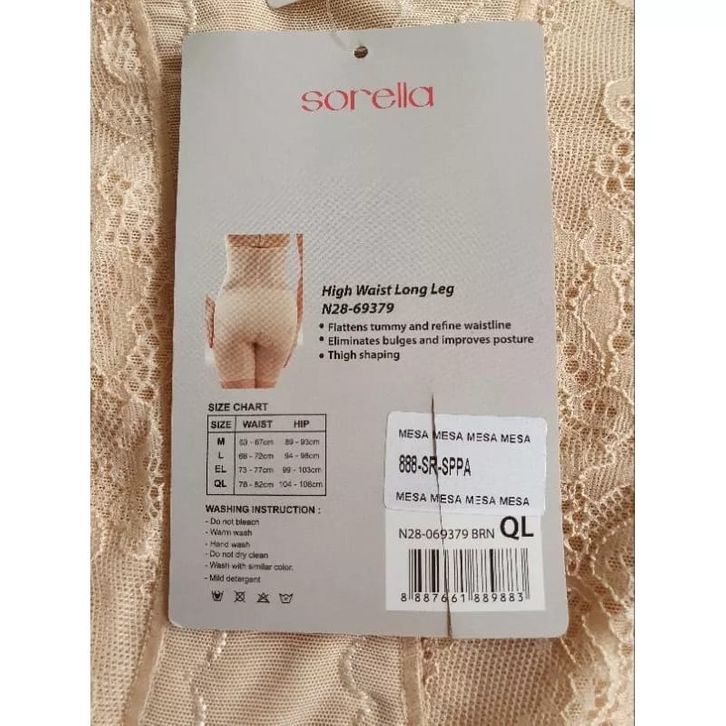 sorella
High Waist Long Leg
N28-69379
• Flattens tummy and refine waistline
• Eliminates bulges and improves posture
• Thigh shaping
SIZE CHART
SIZE WAIST HIP
M 63 - 67cm 89 - 93cm
L 68 - 72cm 94 - 98cm
EL 73 - 77cm 99 - 103cm
QL 78 - 82cm 104 - 108cm
WASHING INSTRUCTION :
- Do not bleach
- Warm wash
- Hand wash
- Do not dry clean
- Wash with similar color.
- Mild detergent
MESA MESA MESA MESA
888-SR-SPPA
MESA MESA MESA MESA
N28-069379 BRN QL
8 887661 889883